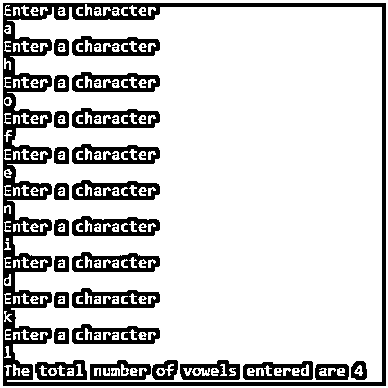 Enter a character
a
Enter a character
h
Enter a character
o
Enter a character
f
Enter a character
e
Enter a character
n
Enter a character
i
Enter a character
d
Enter a character
k
Enter a character
l
The total number of vowels entered are 4